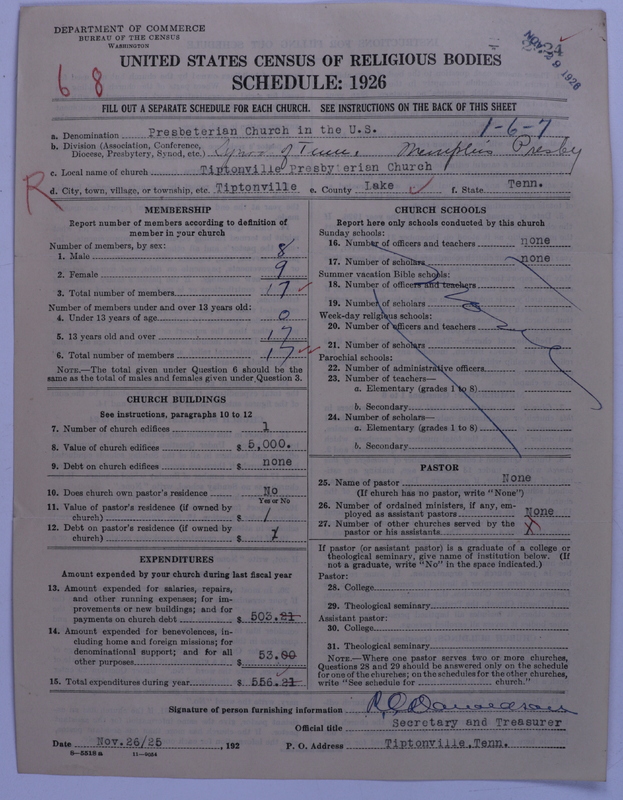 DEPARTMENT OF COMMERCE
BUREAU OF THE CENSUS
WASHINGTON
NOV 29 1926
68
UNITED STATES CENSUS OF RELIGIOUS BODIES
SCHEDULE: 1926
FILL OUT A SEPARATE SCHEDULE FOR EACH CHURCH. SEE INSTRUCTIONS ON THE BACK OF THIS SHEET
1-6-7
a. Denomination Presbeterian Church in the U.S.
b. Division (Association, Conference, Diocese, Presbytery, Synod, etc.) Synod of Tenn. Memphis Presby
c. Local name of church Tiptonville Presbyterian Church
R
d. City, town, village, or township, etc. Tiptonville e. County Lake f. State Tenn.
MEMBERSHIP
Report number of members according to definition of
member in your church
Number of members, by sex:
1. Male 8
2. Female 9
3. Total number of members 17
Number of members under and over 13 years old:
4. Under 13 years of age 0
5. 13 years old and over 17
6. Total number of members 17
NOTE.—The total given under Question 6 should be the
same as the total of males and females given under Question 3.
CHURCH BUILDINGS
See instructions, paragraphs 10 to 12
7. Number of church edifices 1
8. Value of church edifices $ 5,000.
9. Debt on church edifices $ none
10. Does church own pastor's residence No
Yes or No
11. Value of pastor's residence (if owned by
church) $
12. Debt on pastor's residence (if owned by
church) $
EXPENDITURES
Amount expended by your church during last fiscal year
13. Amount expended for salaries, repairs,
and other running expenses; for im-
provements or new buildings; and for
payments on church debt $ 503.21
14. Amount expended for benevolences, in-
cluding home and foreign missions; for
denominational support; and for all
other purposes $ 53.00
15. Total expenditures during year $ 556.21
CHURCH SCHOOLS
Report here only schools conducted by this church
Sunday schools:
16. Number of officers and teachers none
17. Number of scholars none
Summer vacation Bible schools:
18. Number of officers and teachers
19. Number of scholars
Week-day religious schools:
20. Number of officers and teachers
21. Number of scholars
Parochial schools:
22. Number of administrative officers
23. Number of teachers—
a. Elementary (grades 1 to 8)
b. Secondary
24. Number of scholars—
a. Elementary (grades 1 to 8)
b. Secondary
PASTOR
25. Name of pastor None
(If church has no pastor, write "None")
26. Number of ordained ministers, if any, em-
ployed as assistant pastors None
27. Number of other churches served by the
pastor or his assistants X
If pastor (or assistant pastor) is a graduate of a college or
theological seminary, give name of institution below. (If
not a graduate, write "No" in the space indicated.)
Pastor:
28. College
29. Theological seminary
Assistant pastor:
30. College
31. Theological seminary
NOTE.—Where one pastor serves two or more churches,
Questions 28 and 29 should be answered only on the schedule
for one of the churches; on the schedules for the other churches,
write "See schedule for church."
Signature of person furnishing information
Official title Secretary and Treasurer
Date Nov.26/25, 192 P. O. Address Tiptonville,Tenn.
8-5518 a 11-9024